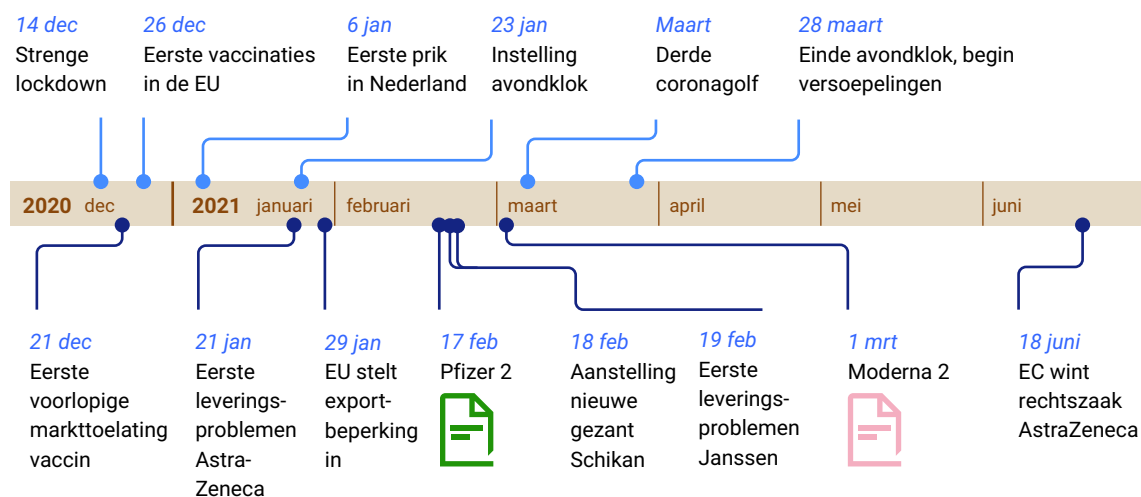 14 dec
Strenge
lockdown
26 dec
Eerste vaccinaties
in de EU
6 jan
Eerste prik
in Nederland
23 jan
Instelling
avondklok
Maart
Derde
coronagolf
28 maart
Einde avondklok, begin
versoepelingen
2020 dec 2021 januari februari maart april mei juni
21 dec
Eerste
voorlopige
markttoelating
vaccin
21 jan
Eerste
leverings-
problemen
Astra-
Zeneca
29 jan
EU stelt
export-
beperking
in
17 feb
Pfizer 2
18 feb
Aanstelling
nieuwe
gezant
Schikan
19 feb
Eerste
leverings-
problemen
Janssen
1 mrt
Moderna 2
18 juni
EC wint
rechtszaak
AstraZeneca